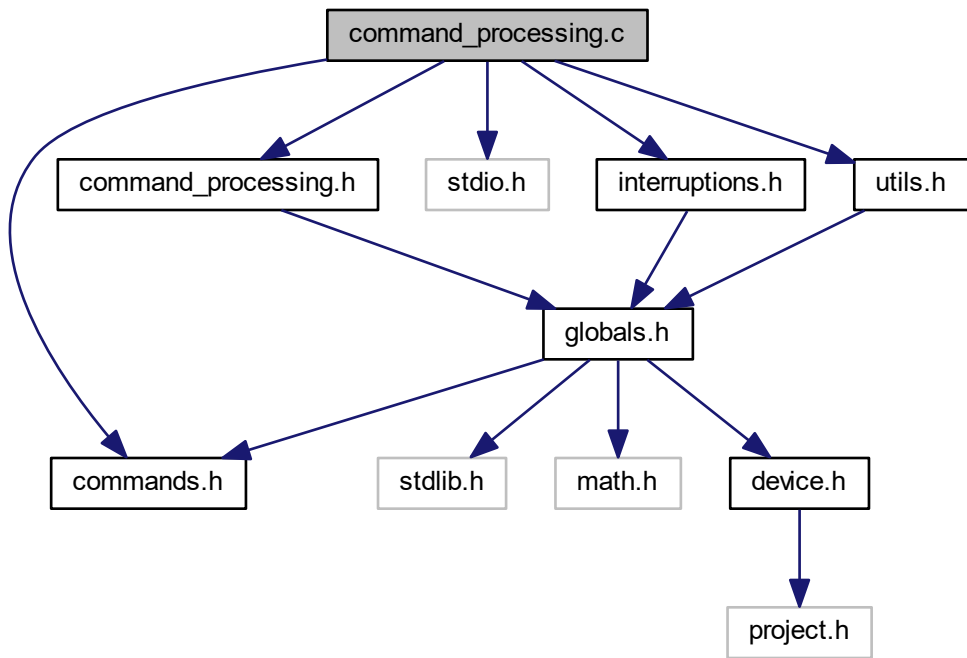 command_processing.c
command_processing.h
stdio.h
interruptions.h
utils.h
globals.h
commands.h
stdlib.h
math.h
device.h
project.h